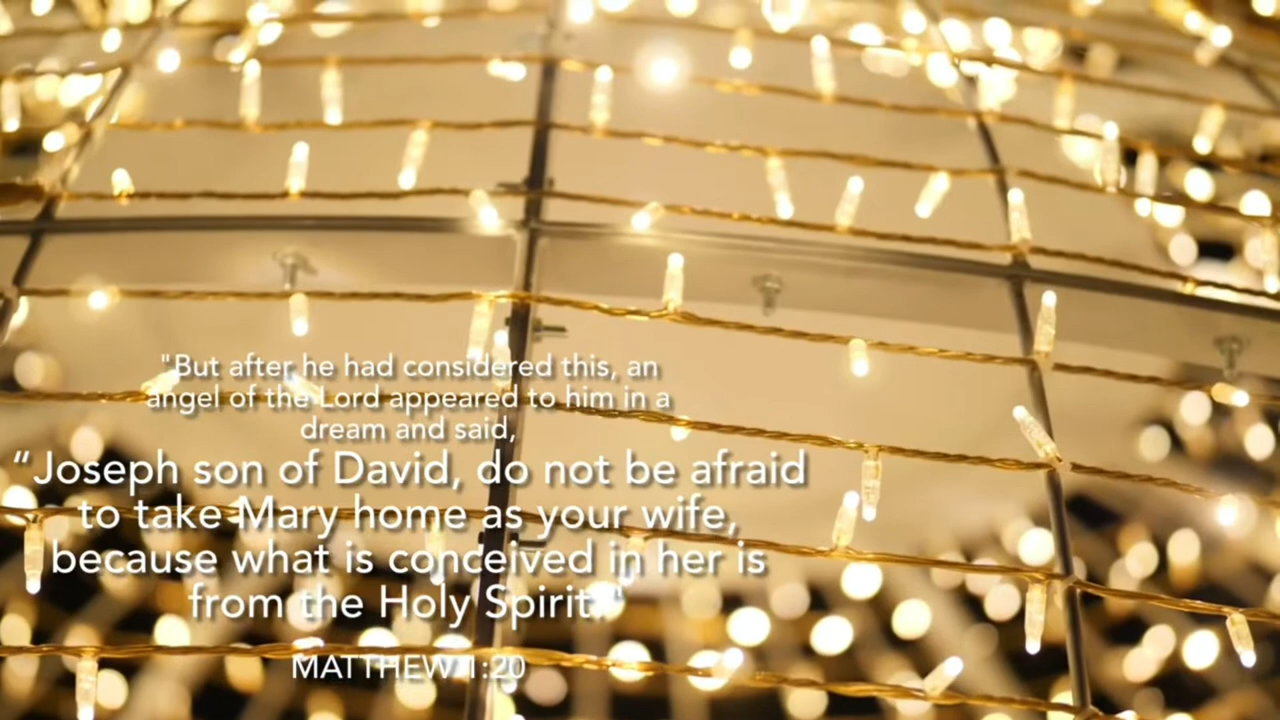 "But after he had considered this, an
angel of the Lord appeared to him in a
dream and said,
“Joseph son of David, do not be afraid
to take Mary home as your wife,
because what is conceived in her is
from the Holy Spirit."
MATTHEW 1:20